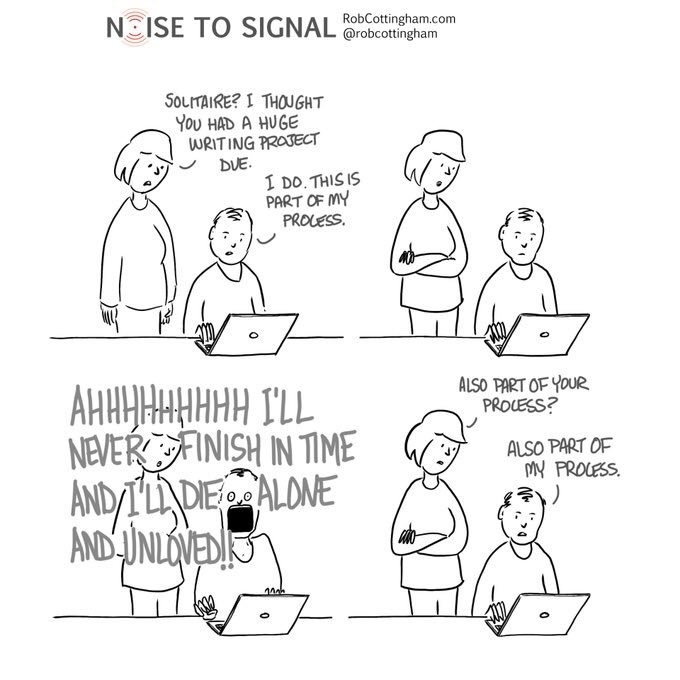 NOISE TO SIGNAL
RobCottingham.com
@robcottingham
SOLITAIRE? I THOUGHT
YOU HAD A HUGE
WRITING PROJECT
DUE.
I DO. THIS IS
PART OF MY
PROCESS.
AHHHHHHHHH I'LL
NEVER FINISH IN TIME
AND I'LL DIE ALONE
AND UNLOVED!!
ALSO PART OF YOUR
PROCESS?
ALSO PART OF
MY PROCESS.